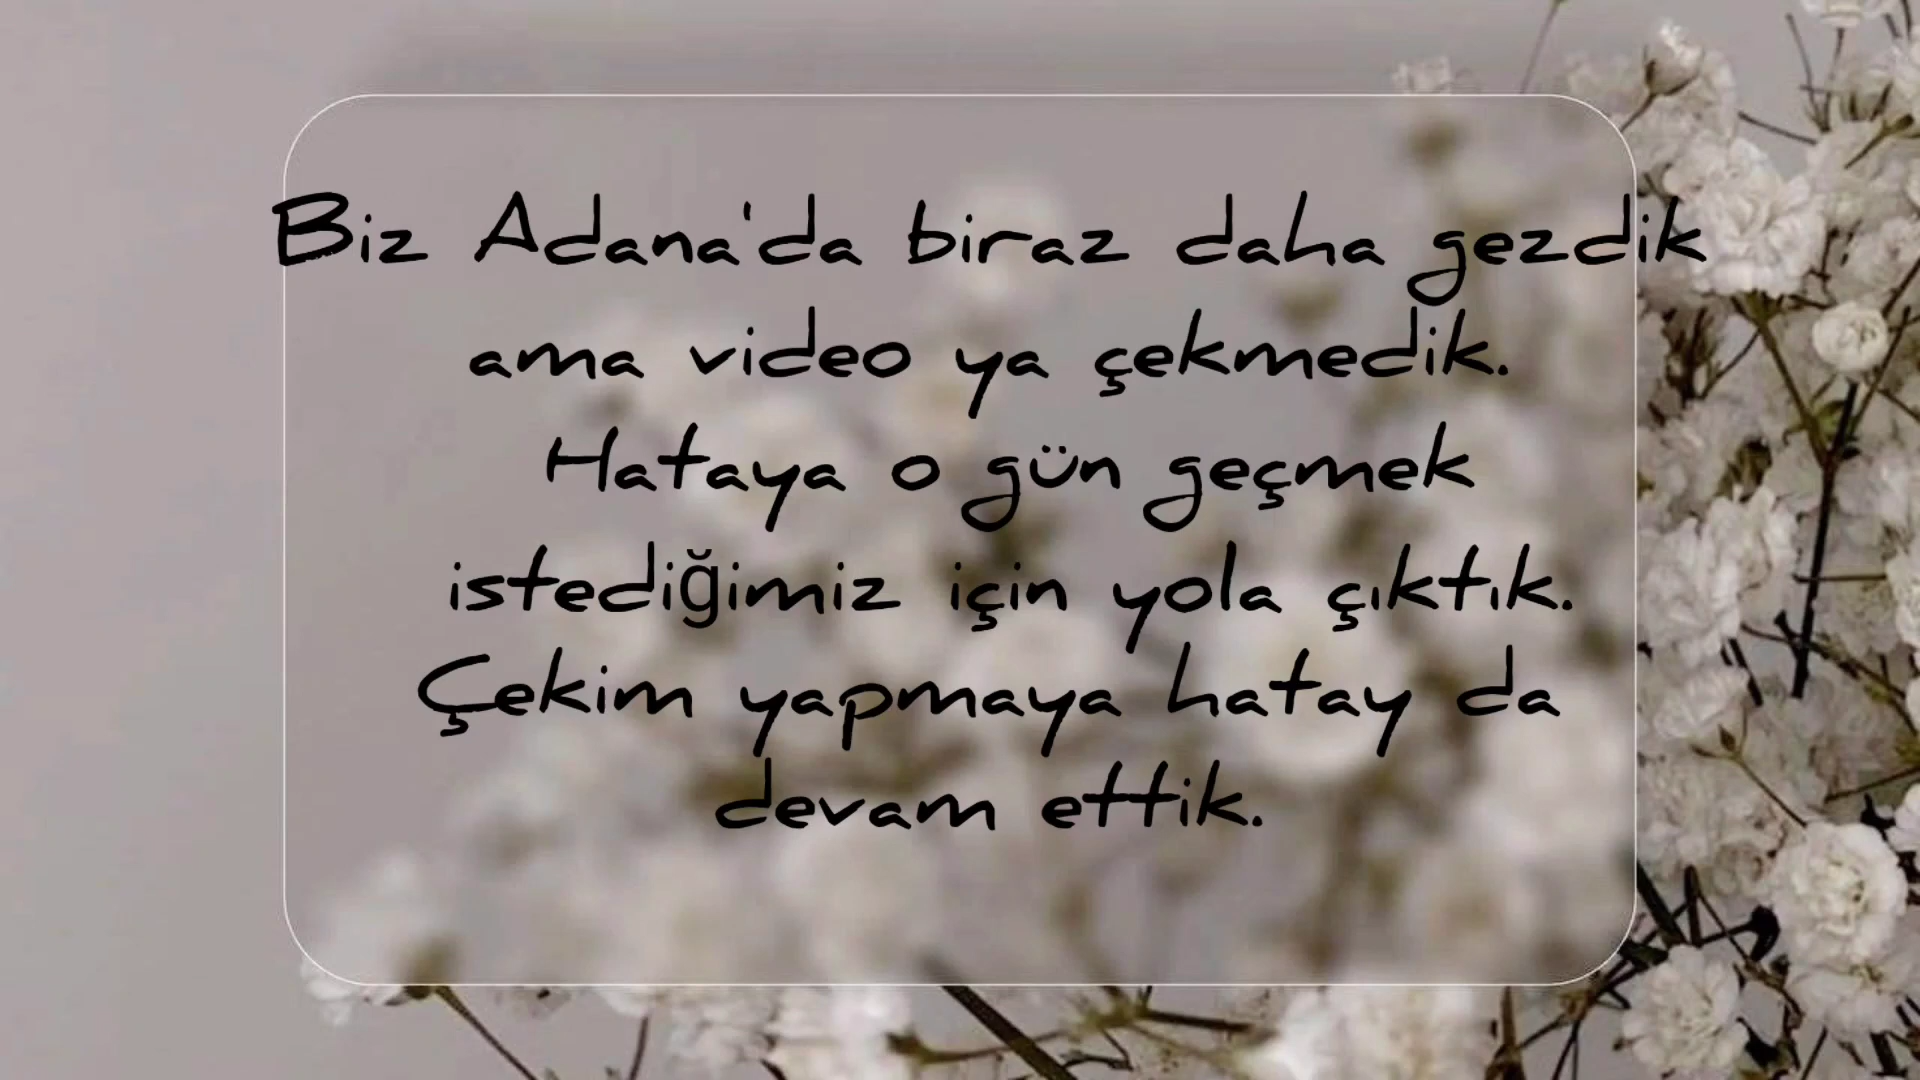 Biz Adana'da biraz daha gezdik
ama video ya çekmedik.
Hataya o gün geçmek
istediğimiz için yola çıktık.
Çekim yapmaya hatay da
devam ettik.